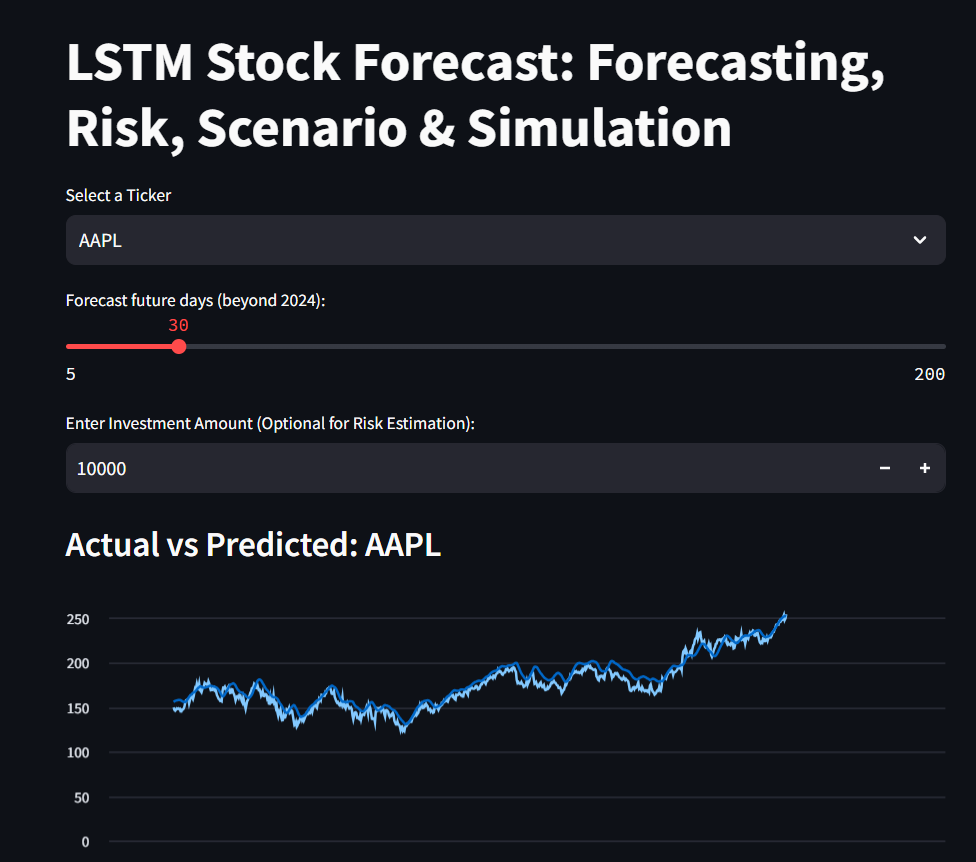 LSTM Stock Forecast: Forecasting,
Risk, Scenario & Simulation
Select a Ticker
AAPL
Forecast future days (beyond 2024):
30
5
200
Enter Investment Amount (Optional for Risk Estimation):
10000
− +
Actual vs Predicted: AAPL
250
200
150
100
50
0